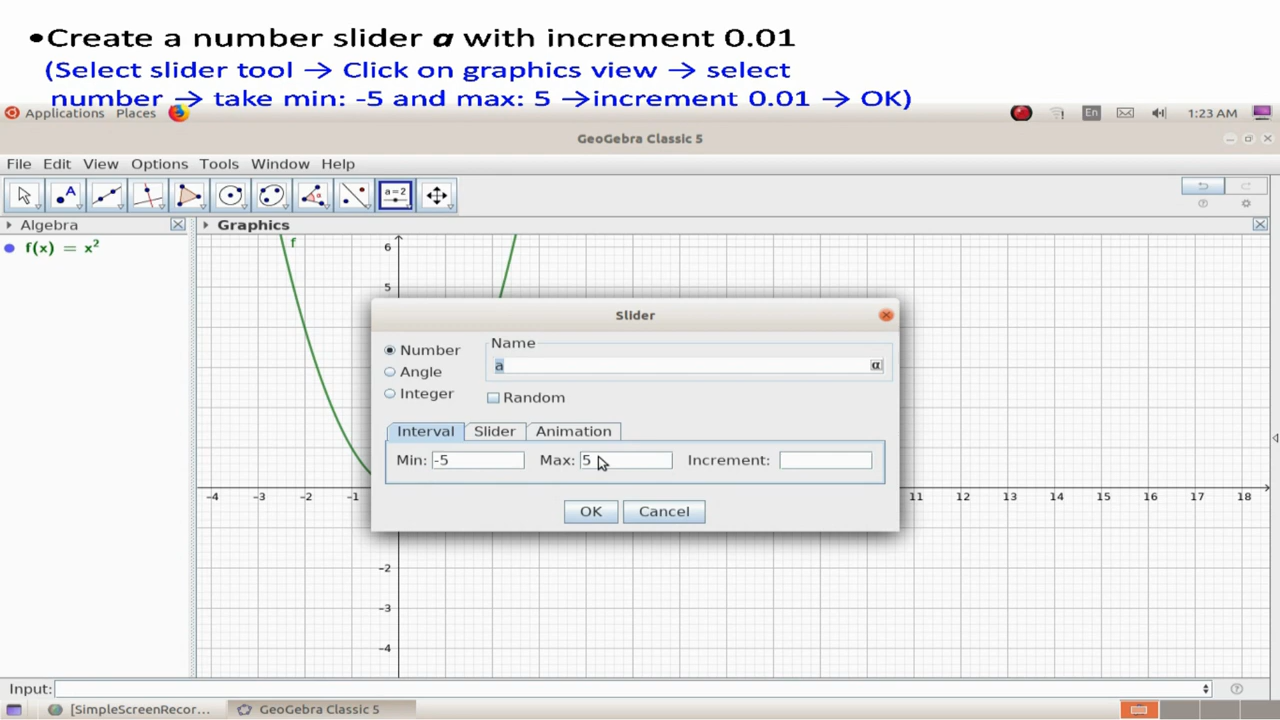 •Create a number slider a with increment 0.01
(Select slider tool → Click on graphics view → select
number → take min: -5 and max: 5 →increment 0.01 → OK)
Applications Places En 1:23 AM
GeoGebra Classic 5
File Edit View Options Tools Window Help
A a=2
Algebra Graphics
f(x) = x²
f
6
5
Slider
Number Name
a α
Angle
Integer Random
Interval Slider Animation
Min: -5 Max: 5 Increment:
-4 -3 -2 -1 11 12 13 14 15 16 17 18
OK Cancel
-2
-3
-4
Input:
[SimpleScreenRecor... GeoGebra Classic 5